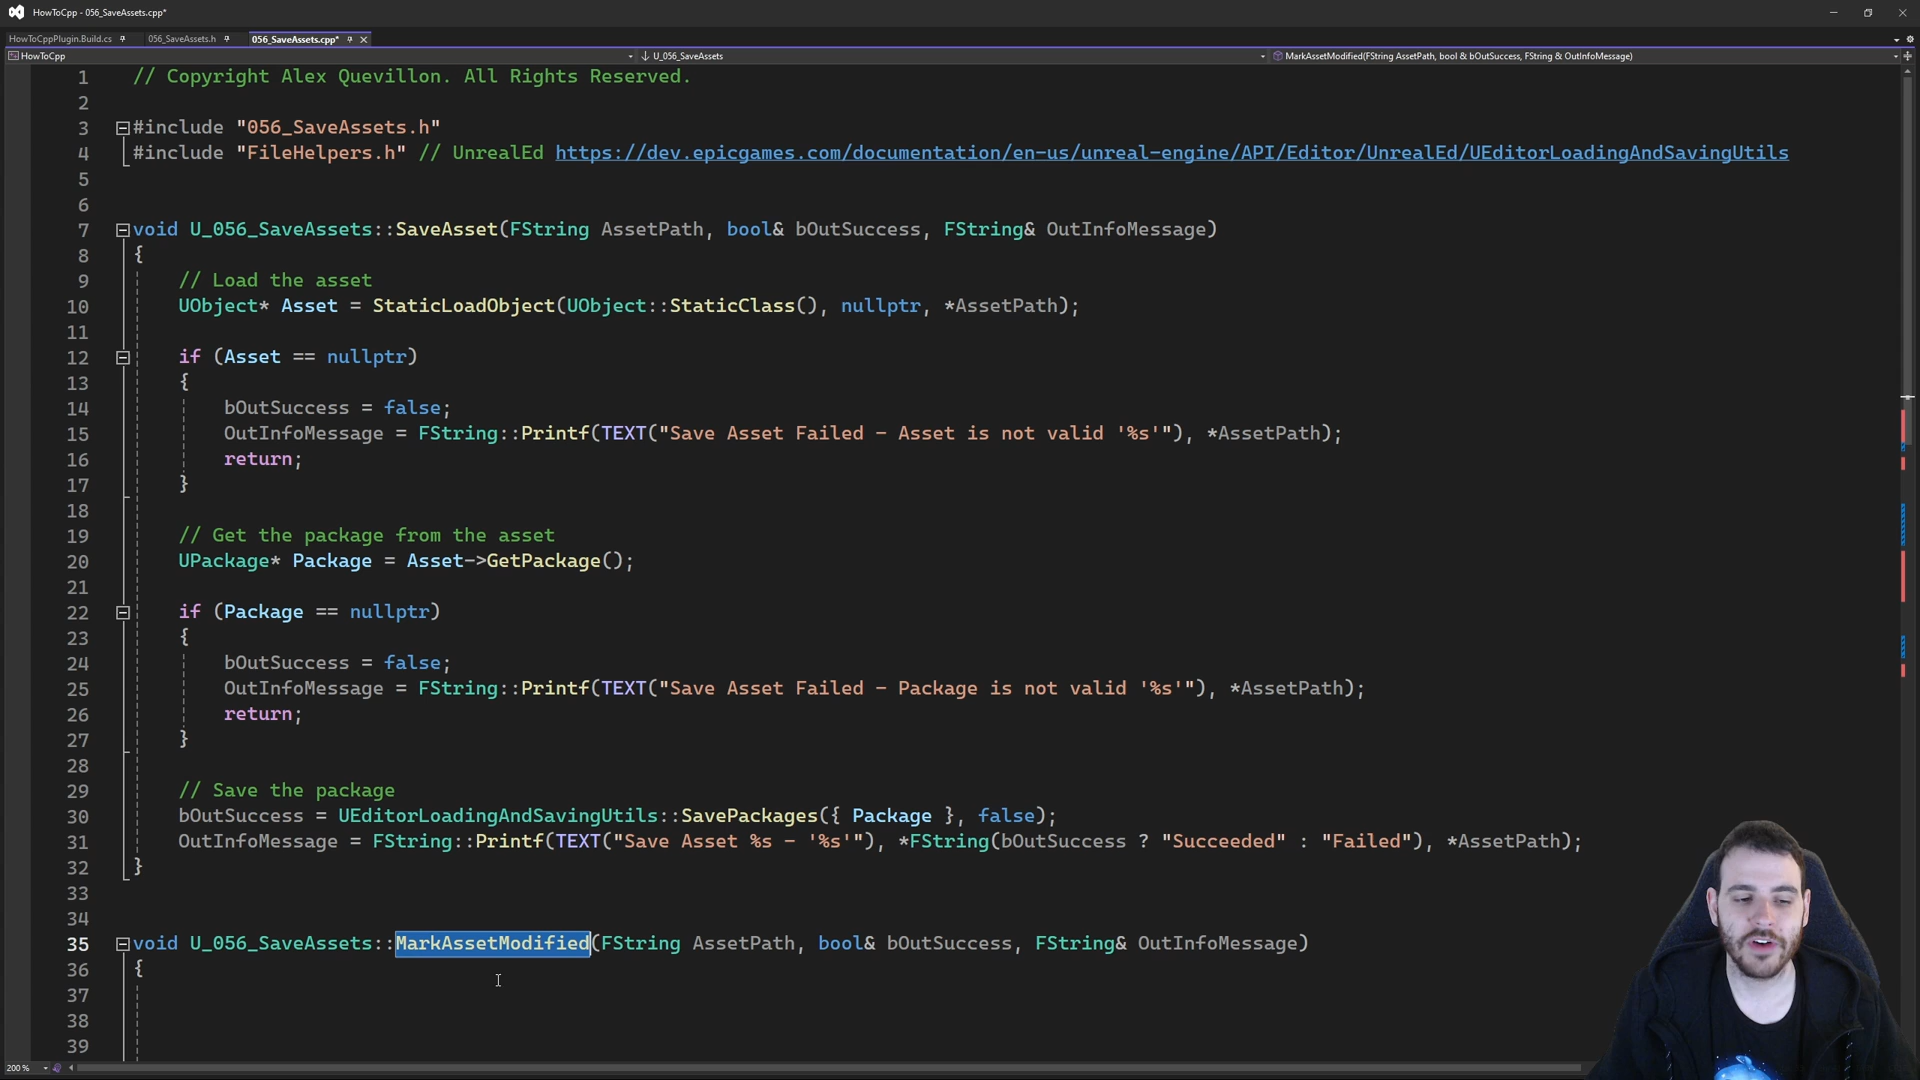 HowToCpp - 056_SaveAssets.cpp*
HowToCppPlugin.Build.cs 056_SaveAssets.h 056_SaveAssets.cpp*
HowToCpp U_056_SaveAssets MarkAssetModified(FString AssetPath, bool & bOutSuccess, FString & OutInfoMessage)
1 // Copyright Alex Quevillon. All Rights Reserved.
2
3 #include "056_SaveAssets.h"
4 #include "FileHelpers.h" // UnrealEd https://dev.epicgames.com/documentation/en-us/unreal-engine/API/Editor/UnrealEd/UEditorLoadingAndSavingUtils
5
6
7 void U_056_SaveAssets::SaveAsset(FString AssetPath, bool& bOutSuccess, FString& OutInfoMessage)
8 {
9 // Load the asset
10 UObject* Asset = StaticLoadObject(UObject::StaticClass(), nullptr, *AssetPath);
11
12 if (Asset == nullptr)
13 {
14 bOutSuccess = false;
15 OutInfoMessage = FString::Printf(TEXT("Save Asset Failed - Asset is not valid '%s'"), *AssetPath);
16 return;
17 }
18
19 // Get the package from the asset
20 UPackage* Package = Asset->GetPackage();
21
22 if (Package == nullptr)
23 {
24 bOutSuccess = false;
25 OutInfoMessage = FString::Printf(TEXT("Save Asset Failed - Package is not valid '%s'"), *AssetPath);
26 return;
27 }
28
29 // Save the package
30 bOutSuccess = UEditorLoadingAndSavingUtils::SavePackages({ Package }, false);
31 OutInfoMessage = FString::Printf(TEXT("Save Asset %s - '%s'"), *FString(bOutSuccess ? "Succeeded" : "Failed"), *AssetPath);
32 }
33
34
35 void U_056_SaveAssets::MarkAssetModified(FString AssetPath, bool& bOutSuccess, FString& OutInfoMessage)
36 {
37
38
39
200 %